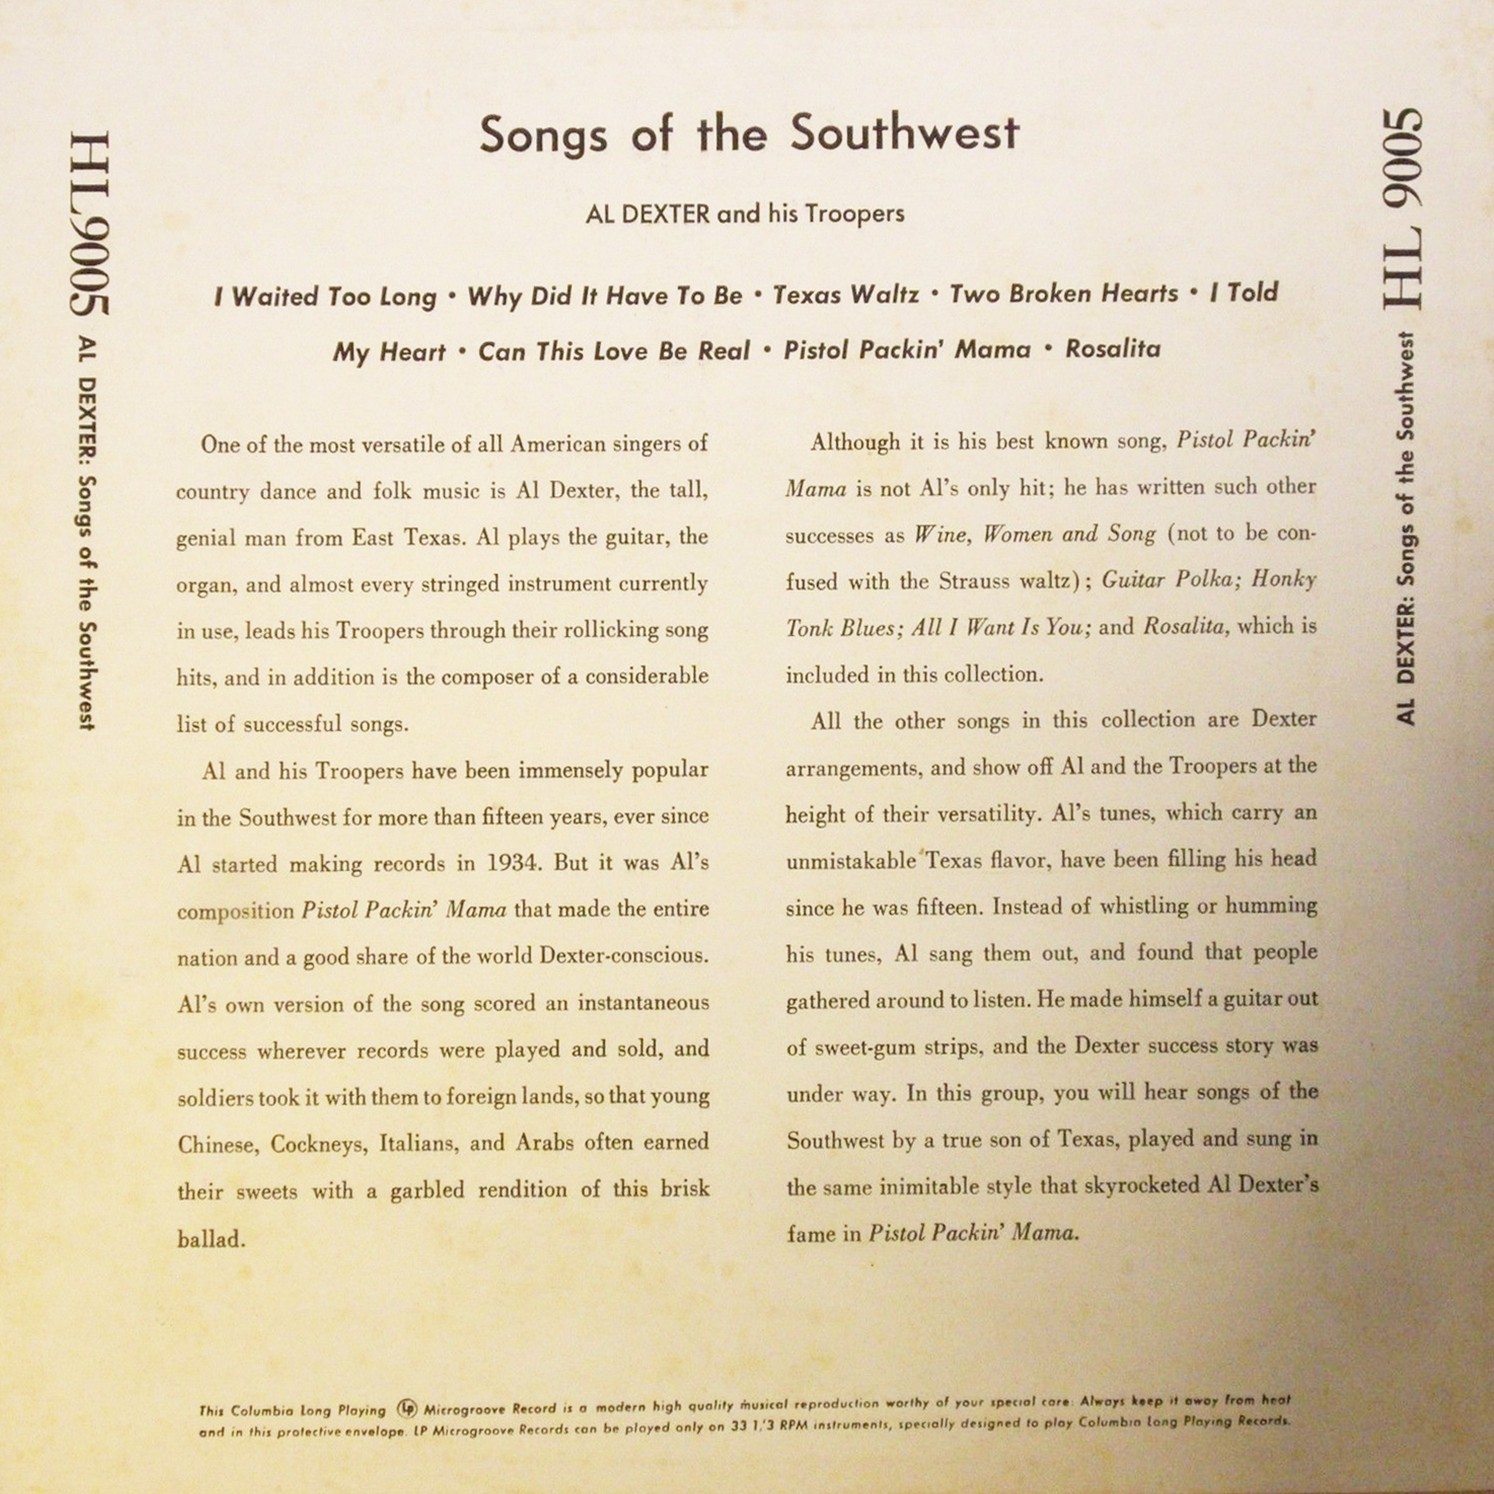 Songs of the Southwest
AL DEXTER and his Troopers
I Waited Too Long • Why Did It Have To Be • Texas Waltz • Two Broken Hearts • I Told
My Heart • Can This Love Be Real • Pistol Packin' Mama • Rosalita
HL9005 AL DEXTER: Songs of the Southwest
One of the most versatile of all American singers of
country dance and folk music is Al Dexter, the tall,
genial man from East Texas. Al plays the guitar, the
organ, and almost every stringed instrument currently
in use, leads his Troopers through their rollicking song
hits, and in addition is the composer of a considerable
list of successful songs.
Al and his Troopers have been immensely popular
in the Southwest for more than fifteen years, ever since
Al started making records in 1934. But it was Al's
composition Pistol Packin' Mama that made the entire
nation and a good share of the world Dexter-conscious.
Al's own version of the song scored an instantaneous
success wherever records were played and sold, and
soldiers took it with them to foreign lands, so that young
Chinese, Cockneys, Italians, and Arabs often earned
their sweets with a garbled rendition of this brisk
ballad.
Although it is his best known song, Pistol Packin'
Mama is not Al's only hit; he has written such other
successes as Wine, Women and Song (not to be con-
fused with the Strauss waltz); Guitar Polka; Honky
Tonk Blues; All I Want Is You; and Rosalita, which is
included in this collection.
All the other songs in this collection are Dexter
arrangements, and show off Al and the Troopers at the
height of their versatility. Al's tunes, which carry an
unmistakable Texas flavor, have been filling his head
since he was fifteen. Instead of whistling or humming
his tunes, Al sang them out, and found that people
gathered around to listen. He made himself a guitar out
of sweet-gum strips, and the Dexter success story was
under way. In this group, you will hear songs of the
Southwest by a true son of Texas, played and sung in
the same inimitable style that skyrocketed Al Dexter's
fame in Pistol Packin' Mama.
AL DEXTER: Songs of the Southwest HL 9005
This Columbia Long Playing LP Microgroove Record is a modern high quality musical reproduction worthy of your special care. Always keep it away from heat
and in this protective envelope. LP Microgroove Records can be played only on 33 1/3 RPM instruments, specially designed to play Columbia Long Playing Records.